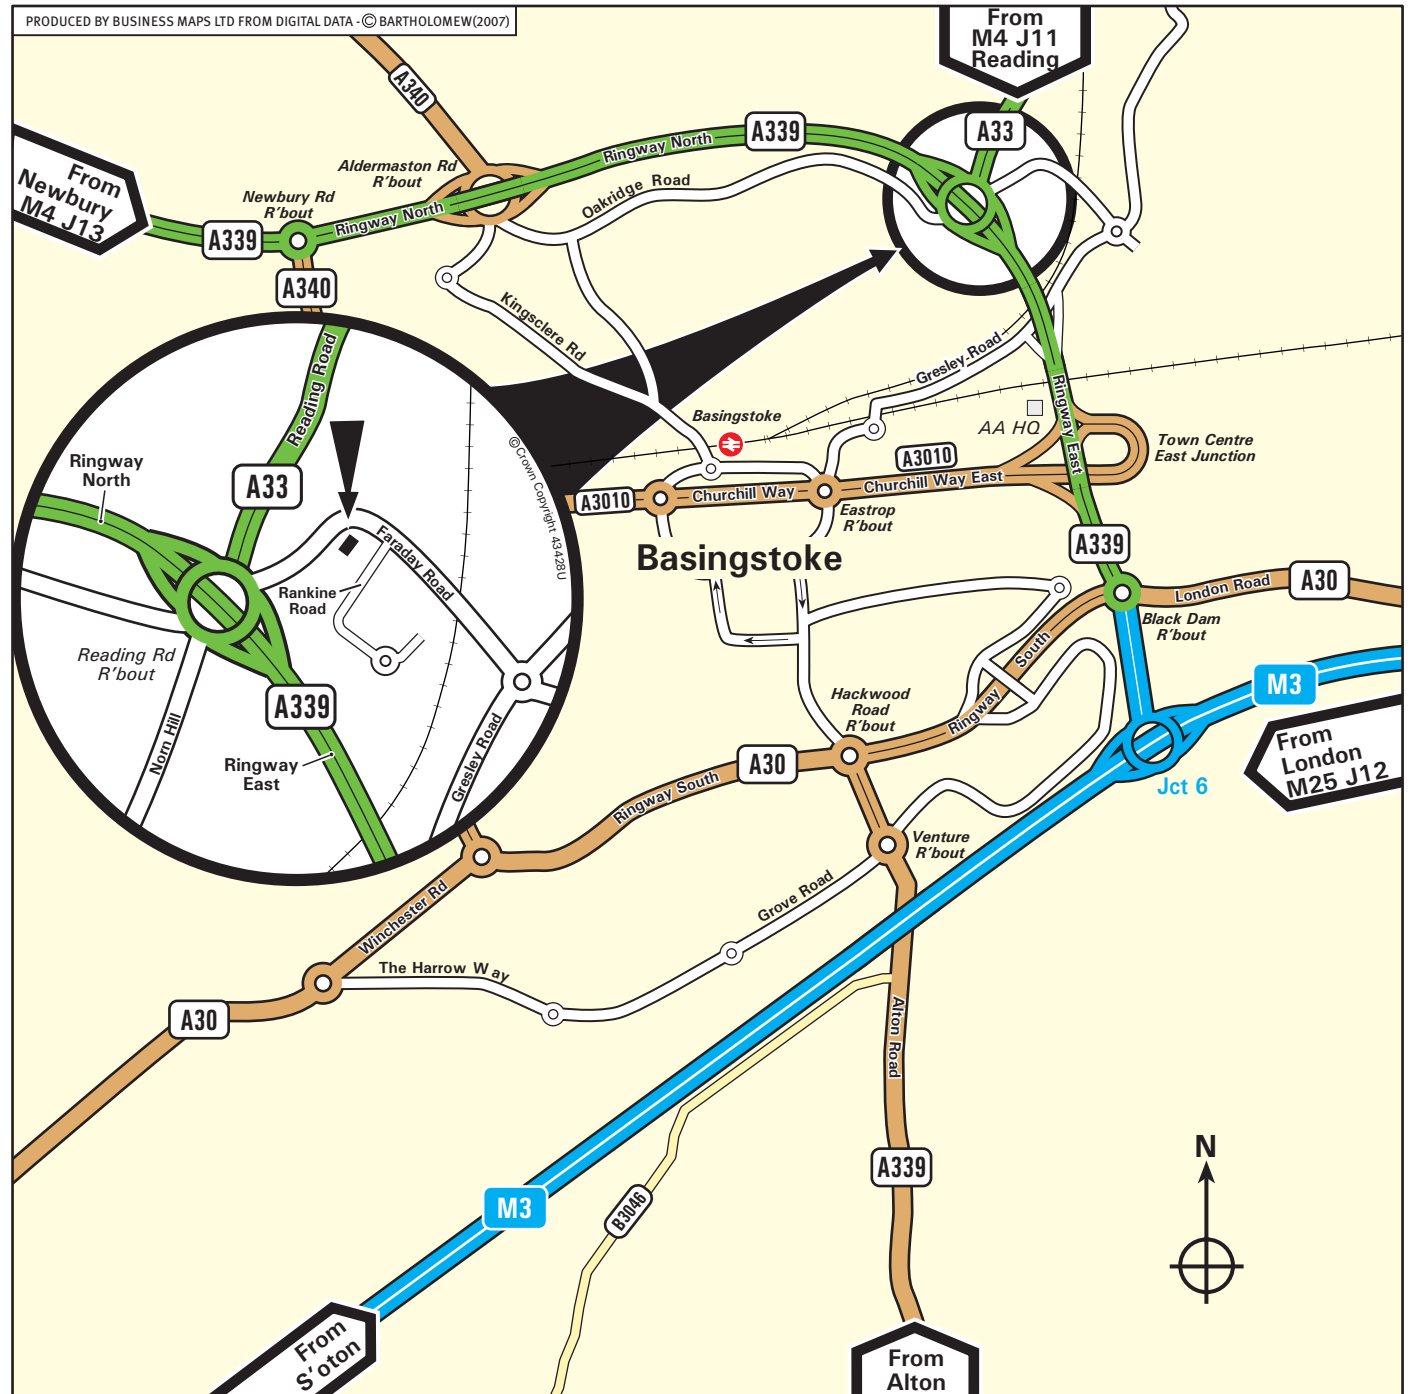 PRODUCED BY BUSINESS MAPS LTD FROM DIGITAL DATA - © BARTHOLOMEW(2007)
From
M4 J11
Reading
A340
A339
A33
Ringway North
Aldermaston Rd
R'bout
From
Newbury
M4 J13
Newbury Rd
R'bout
Oakridge Road
Ringway North
A339
A340
Kingsclere Rd
Gresley Road
Reading Road
Basingstoke
AA HQ
Ringway East
Town Centre
East Junction
©Crown Copyright 43428U
Ringway
North
A33
A3010
A3010
Churchill Way
Churchill Way East
Eastrop
R'bout
Faraday Road
A339
Basingstoke
Rankine
Road
London Road
A30
Black Dam
R'bout
Reading Rd
R'bout
South
Ringway
Hackwood
Road
R'bout
M3
A339
Norn Hill
Gresley Road
Ringway
East
A30
From
London
M25 J12
Jct 6
Ringway South
Venture
R'bout
Winchester Rd
Grove Road
The Harrow Way
A30
Alton Road
N
A339
M3
B3046
From
S'oton
From
Alton